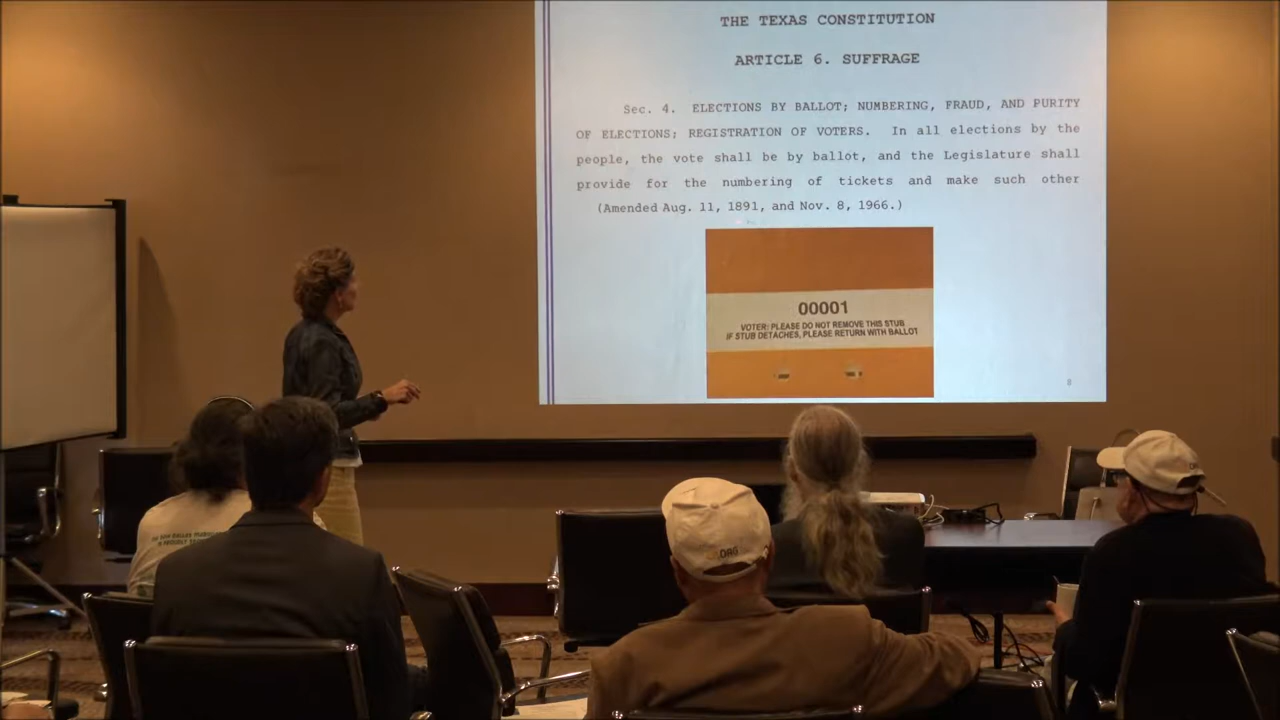 THE TEXAS CONSTITUTION
ARTICLE 6. SUFFRAGE
Sec. 4. ELECTIONS BY BALLOT; NUMBERING, FRAUD, AND PURITY
OF ELECTIONS; REGISTRATION OF VOTERS. In all elections by the
people, the vote shall be by ballot, and the Legislature shall
provide for the numbering of tickets and make such other
(Amended Aug. 11, 1891, and Nov. 8, 1966.)
00001
VOTER: PLEASE DO NOT REMOVE THIS STUB
IF STUB DETACHES, PLEASE RETURN WITH BALLOT
8
.ORG